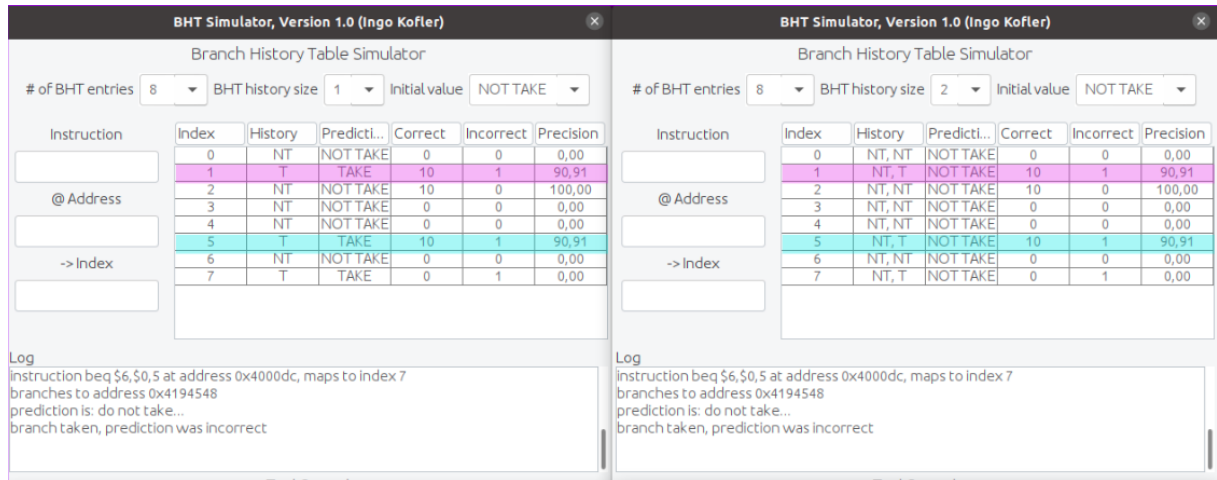 BHT Simulator, Version 1.0 (Ingo Kofler)
Branch History Table Simulator
# of BHT entries 8 BHT history size 1 Initial value NOT TAKE
Instruction
@ Address
-> Index
Index History Predicti... Correct Incorrect Precision
0 NT NOT TAKE 0 0 0,00
1 T TAKE 10 1 90,91
2 NT NOT TAKE 10 0 100,00
3 NT NOT TAKE 0 0 0,00
4 NT NOT TAKE 0 0 0,00
5 T TAKE 10 1 90,91
6 NT NOT TAKE 0 0 0,00
7 T TAKE 0 1 0,00
Log
instruction beq $6,$0,5 at address 0x4000dc, maps to index 7
branches to address 0x4194548
prediction is: do not take...
branch taken, prediction was incorrect
BHT Simulator, Version 1.0 (Ingo Kofler)
Branch History Table Simulator
# of BHT entries 8 BHT history size 2 Initial value NOT TAKE
Instruction
@ Address
-> Index
Index History Predicti... Correct Incorrect Precision
0 NT, NT NOT TAKE 0 0 0,00
1 NT, T NOT TAKE 10 1 90,91
2 NT, NT NOT TAKE 10 0 100,00
3 NT, NT NOT TAKE 0 0 0,00
4 NT, NT NOT TAKE 0 0 0,00
5 NT, T NOT TAKE 10 1 90,91
6 NT, NT NOT TAKE 0 0 0,00
7 NT, T NOT TAKE 0 1 0,00
Log
instruction beq $6,$0,5 at address 0x4000dc, maps to index 7
branches to address 0x4194548
prediction is: do not take...
branch taken, prediction was incorrect